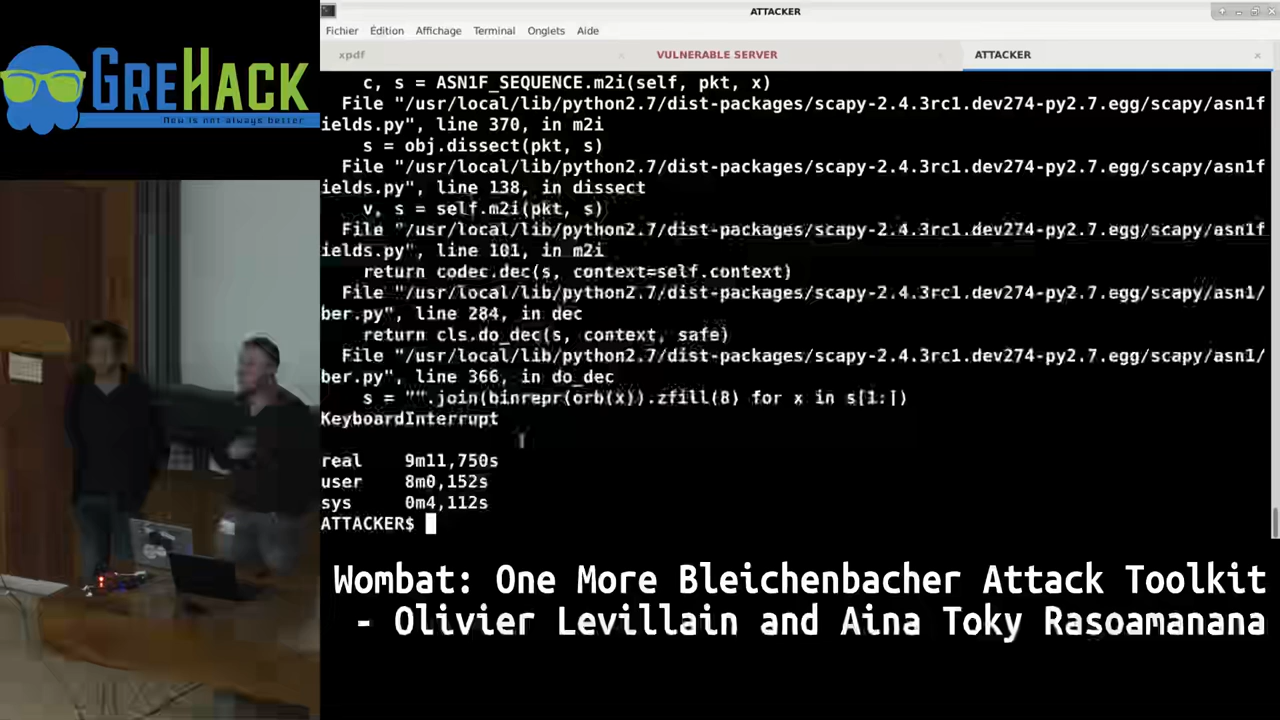 GREHACK
New is not always better
ATTACKER
Fichier Édition Affichage Terminal Onglets Aide
xpdf VULNERABLE SERVER ATTACKER
c, s = ASN1F_SEQUENCE.m2i(self, pkt, x)
File "/usr/local/lib/python2.7/dist-packages/scapy-2.4.3rc1.dev274-py2.7.egg/scapy/asn1f
ields.py", line 370, in m2i
s = obj.dissect(pkt, s)
File "/usr/local/lib/python2.7/dist-packages/scapy-2.4.3rc1.dev274-py2.7.egg/scapy/asn1f
ields.py", line 138, in dissect
v, s = self.m2i(pkt, s)
File "/usr/local/lib/python2.7/dist-packages/scapy-2.4.3rc1.dev274-py2.7.egg/scapy/asn1f
ields.py", line 101, in m2i
return codec.dec(s, context=self.context)
File "/usr/local/lib/python2.7/dist-packages/scapy-2.4.3rc1.dev274-py2.7.egg/scapy/asn1/
ber.py", line 284, in dec
return cls.do_dec(s, context, safe)
File "/usr/local/lib/python2.7/dist-packages/scapy-2.4.3rc1.dev274-py2.7.egg/scapy/asn1/
ber.py", line 366, in do_dec
s = "".join(binrepr(orb(x)).zfill(8) for x in s[1:])
KeyboardInterrupt
real 9m11,750s
user 8m0,152s
sys 0m4,112s
ATTACKER$
Wombat: One More Bleichenbacher Attack Toolkit
- Olivier Levillain and Aina Toky Rasoamanana